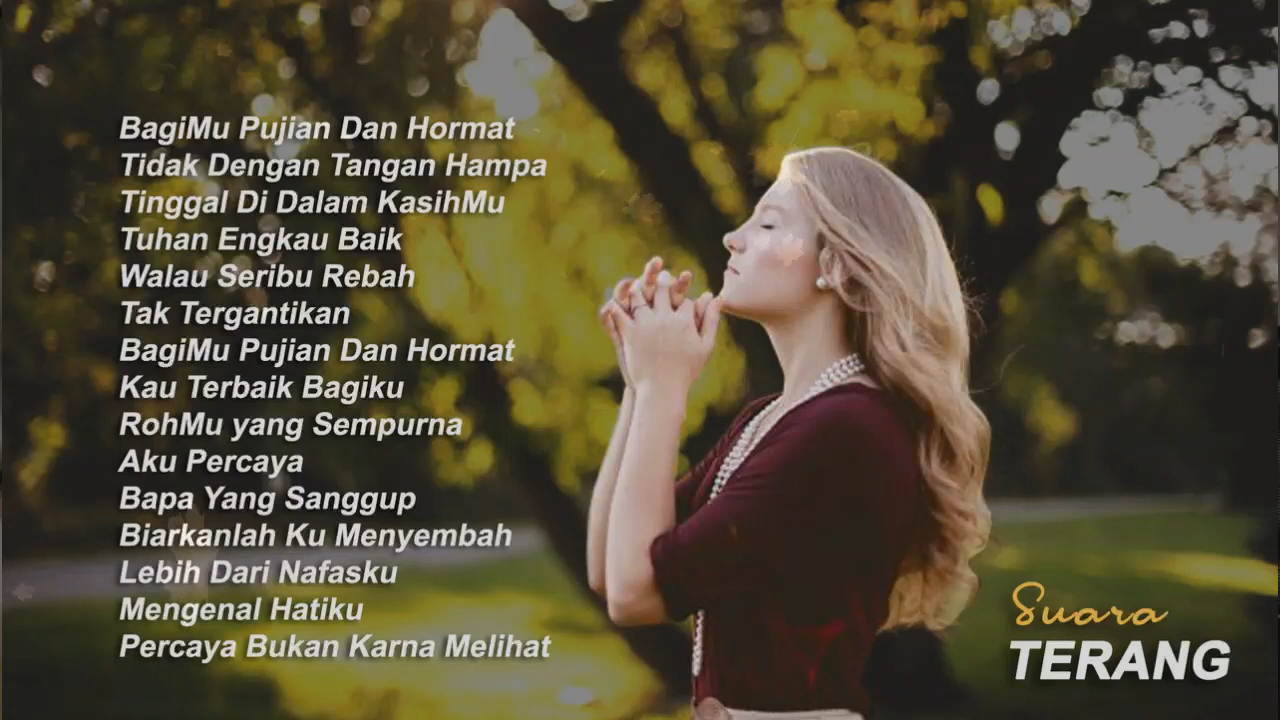 BagiMu Pujian Dan Hormat
Tidak Dengan Tangan Hampa
Tinggal Di Dalam KasihMu
Tuhan Engkau Baik
Walau Seribu Rebah
Tak Tergantikan
BagiMu Pujian Dan Hormat
Kau Terbaik Bagiku
RohMu yang Sempurna
Aku Percaya
Bapa Yang Sanggup
Biarkanlah Ku Menyembah
Lebih Dari Nafasku
Mengenal Hatiku
Percaya Bukan Karna Melihat
Suara
TERANG